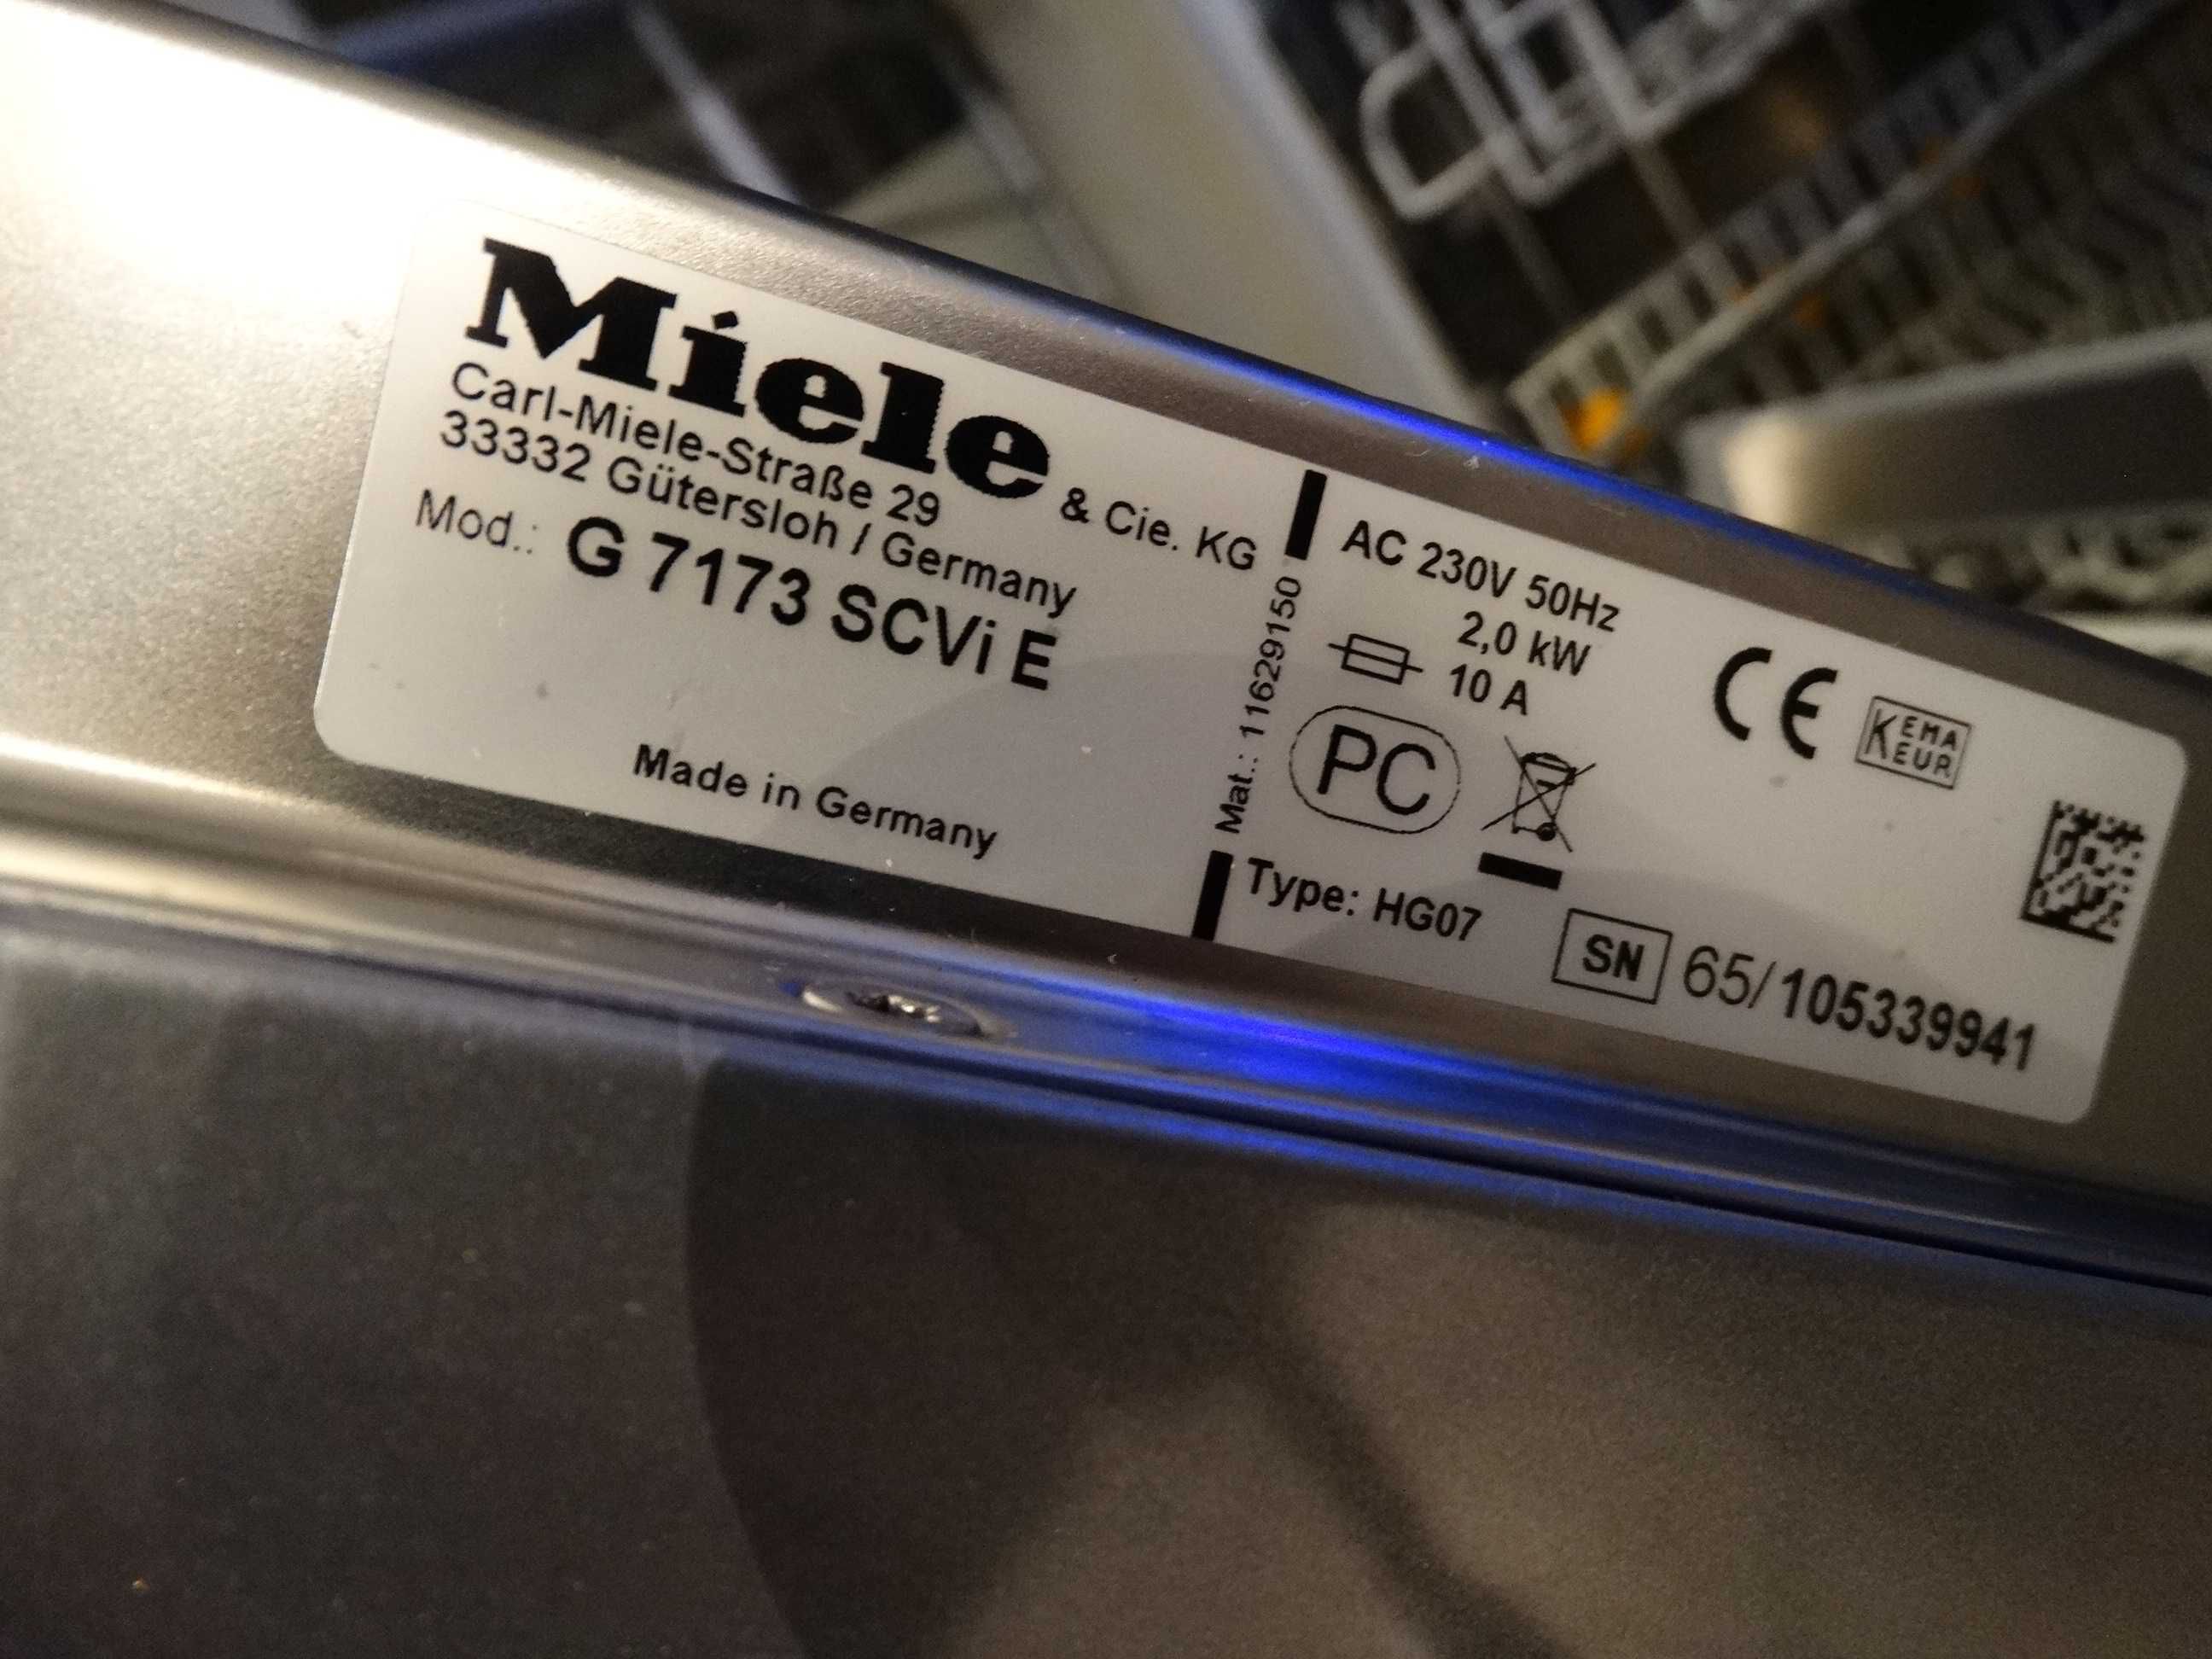 Miele & Cie. KG
Carl-Miele-Straße 29
33332 Gütersloh / Germany
Mod.: G 7173 SCVi E
Made in Germany
Mat.: 11629150
AC 230V 50Hz
2,0 kW
10 A
PC
CE
KEMA
KEUR
Type: HG07
SN 65/105339941